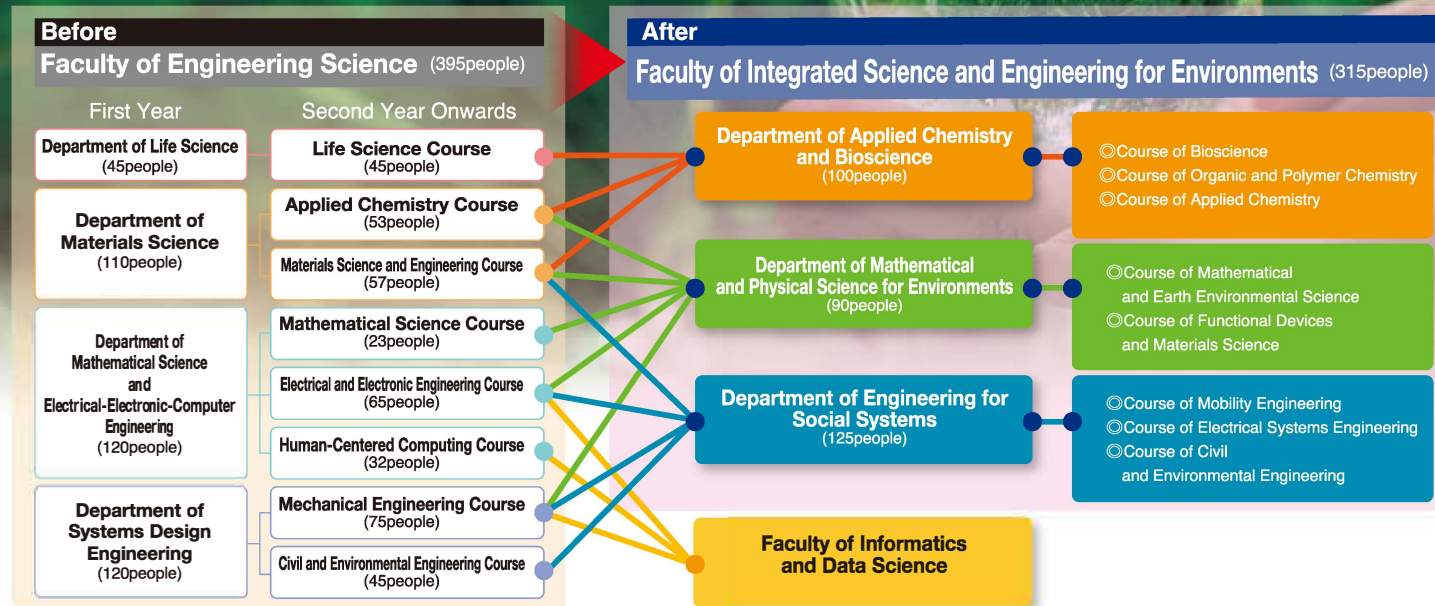 Before
Faculty of Engineering Science (395people)
First Year
Second Year Onwards
Department of Life Science
(45people)
Life Science Course
(45people)
Department of
Materials Science
(110people)
Applied Chemistry Course
(53people)
Materials Science and Engineering Course
(57people)
Department of
Mathematical Science
and
Electrical-Electronic-Computer
Engineering
(120people)
Mathematical Science Course
(23people)
Electrical and Electronic Engineering Course
(65people)
Human-Centered Computing Course
(32people)
Department of
Systems Design
Engineering
(120people)
Mechanical Engineering Course
(75people)
Civil and Environmental Engineering Course
(45people)
After
Faculty of Integrated Science and Engineering for Environments (315people)
Department of Applied Chemistry
and Bioscience
(100people)
◎Course of Bioscience
◎Course of Organic and Polymer Chemistry
◎Course of Applied Chemistry
Department of Mathematical
and Physical Science for Environments
(90people)
◎Course of Mathematical
and Earth Environmental Science
◎Course of Functional Devices
and Materials Science
Department of Engineering for
Social Systems
(125people)
◎Course of Mobility Engineering
◎Course of Electrical Systems Engineering
◎Course of Civil
and Environmental Engineering
Faculty of Informatics
and Data Science